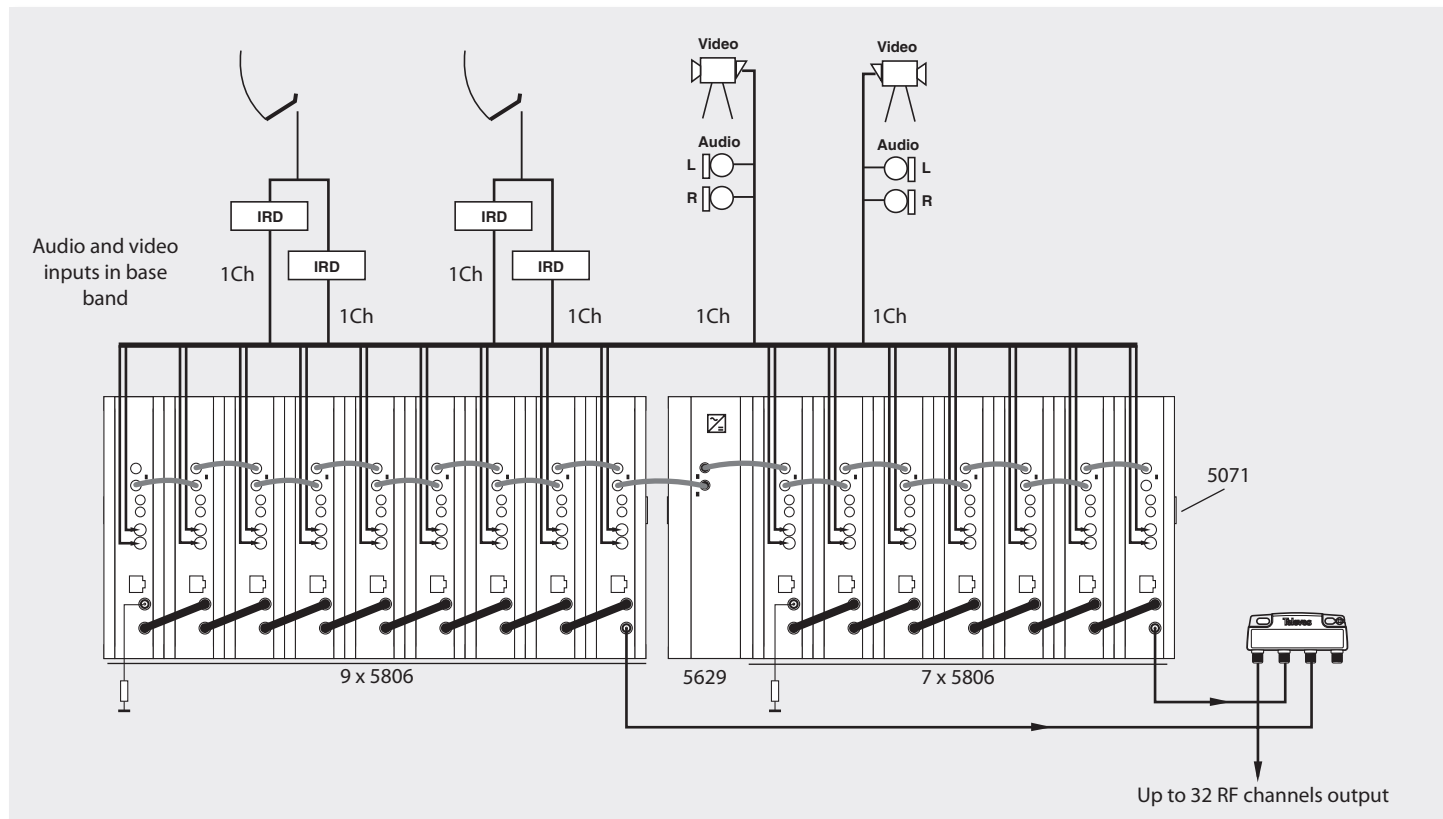 Video
Video
Audio
Audio
L
L
R
R
IRD
IRD
IRD
IRD
Audio and video
inputs in base
band
1Ch
1Ch
1Ch
1Ch
1Ch
1Ch
5071
Televes
9 x 5806
5629
7 x 5806
Up to 32 RF channels output